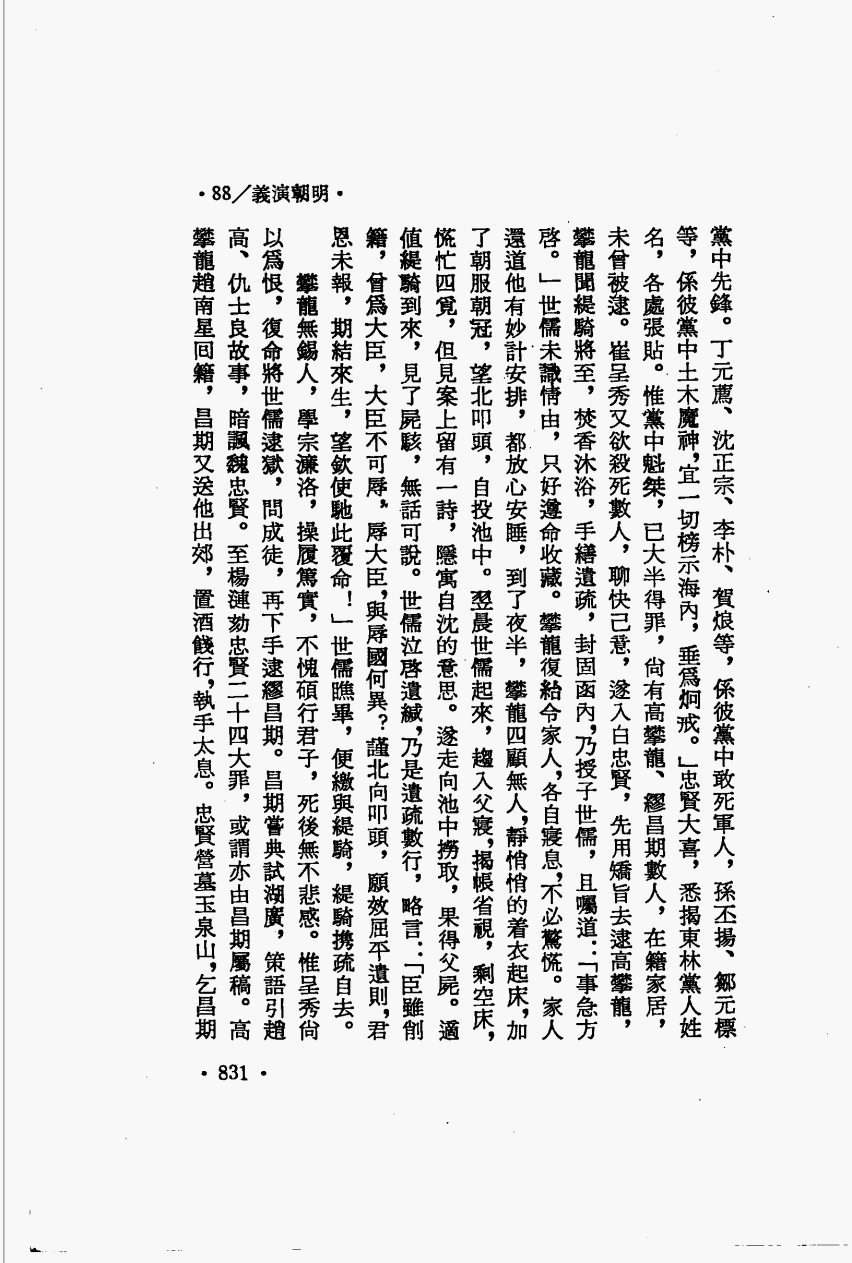 ·88／義演朝明·
黨中先鋒。丁元薦、沈正宗、李朴、賀烺等，係彼黨中敢死軍人，孫丕揚、鄒元標
等，係彼黨中土木魔神，宜一切榜示海內，垂爲炯戒。」忠賢大喜，悉揭東林黨人姓
名，各處張貼。惟黨中魁桀，已大半得罪，尙有高攀龍、繆昌期數人，在籍家居，
未曾被逮。崔呈秀又欲殺死數人，聊快己意，遂入白忠賢，先用矯旨去逮高攀龍，
攀龍聞緹騎將至，焚香沐浴，手繕遺疏，封固函內，乃授子世儒，且囑道：「事急方
啓。」世儒未識情由，只好遵命收藏。攀龍復紿令家人，各自寢息，不必驚慌。家人
還道他有妙計安排，都放心安睡，到了夜半，攀龍四顧無人，靜悄悄的着衣起床，加
了朝服朝冠，望北叩頭，自投池中。翌晨世儒起來，趨入父寢，揭帳省視，剩空床，
慌忙四覓，但見案上留有一詩，隱寓自沈的意思。遂走向池中撈取，果得父屍。適
値緹騎到來，見了屍骸，無話可說。世儒泣啓遺緘，乃是遺疏數行，略言：「臣雖削
籍，曾爲大臣，大臣不可辱，辱大臣，與辱國何異？謹北向叩頭，願效屈平遺則，君
恩未報，期結來生，望欽使馳此覆命！」世儒瞧畢，便繳與緹騎，緹騎携疏自去。
攀龍無錫人，學宗濂洛，操履篤實，不愧碩行君子，死後無不悲感。惟呈秀尙
以爲恨，復命將世儒逮獄，問成徒，再下手逮繆昌期。昌期嘗典試湖廣，策語引趙
高、仇士良故事，暗諷魏忠賢。至楊漣劾忠賢二十四大罪，或謂亦由昌期屬稿。高
攀龍趙南星回籍，昌期又送他出郊，置酒餞行，執手太息。忠賢營墓玉泉山，乞昌期
·831·